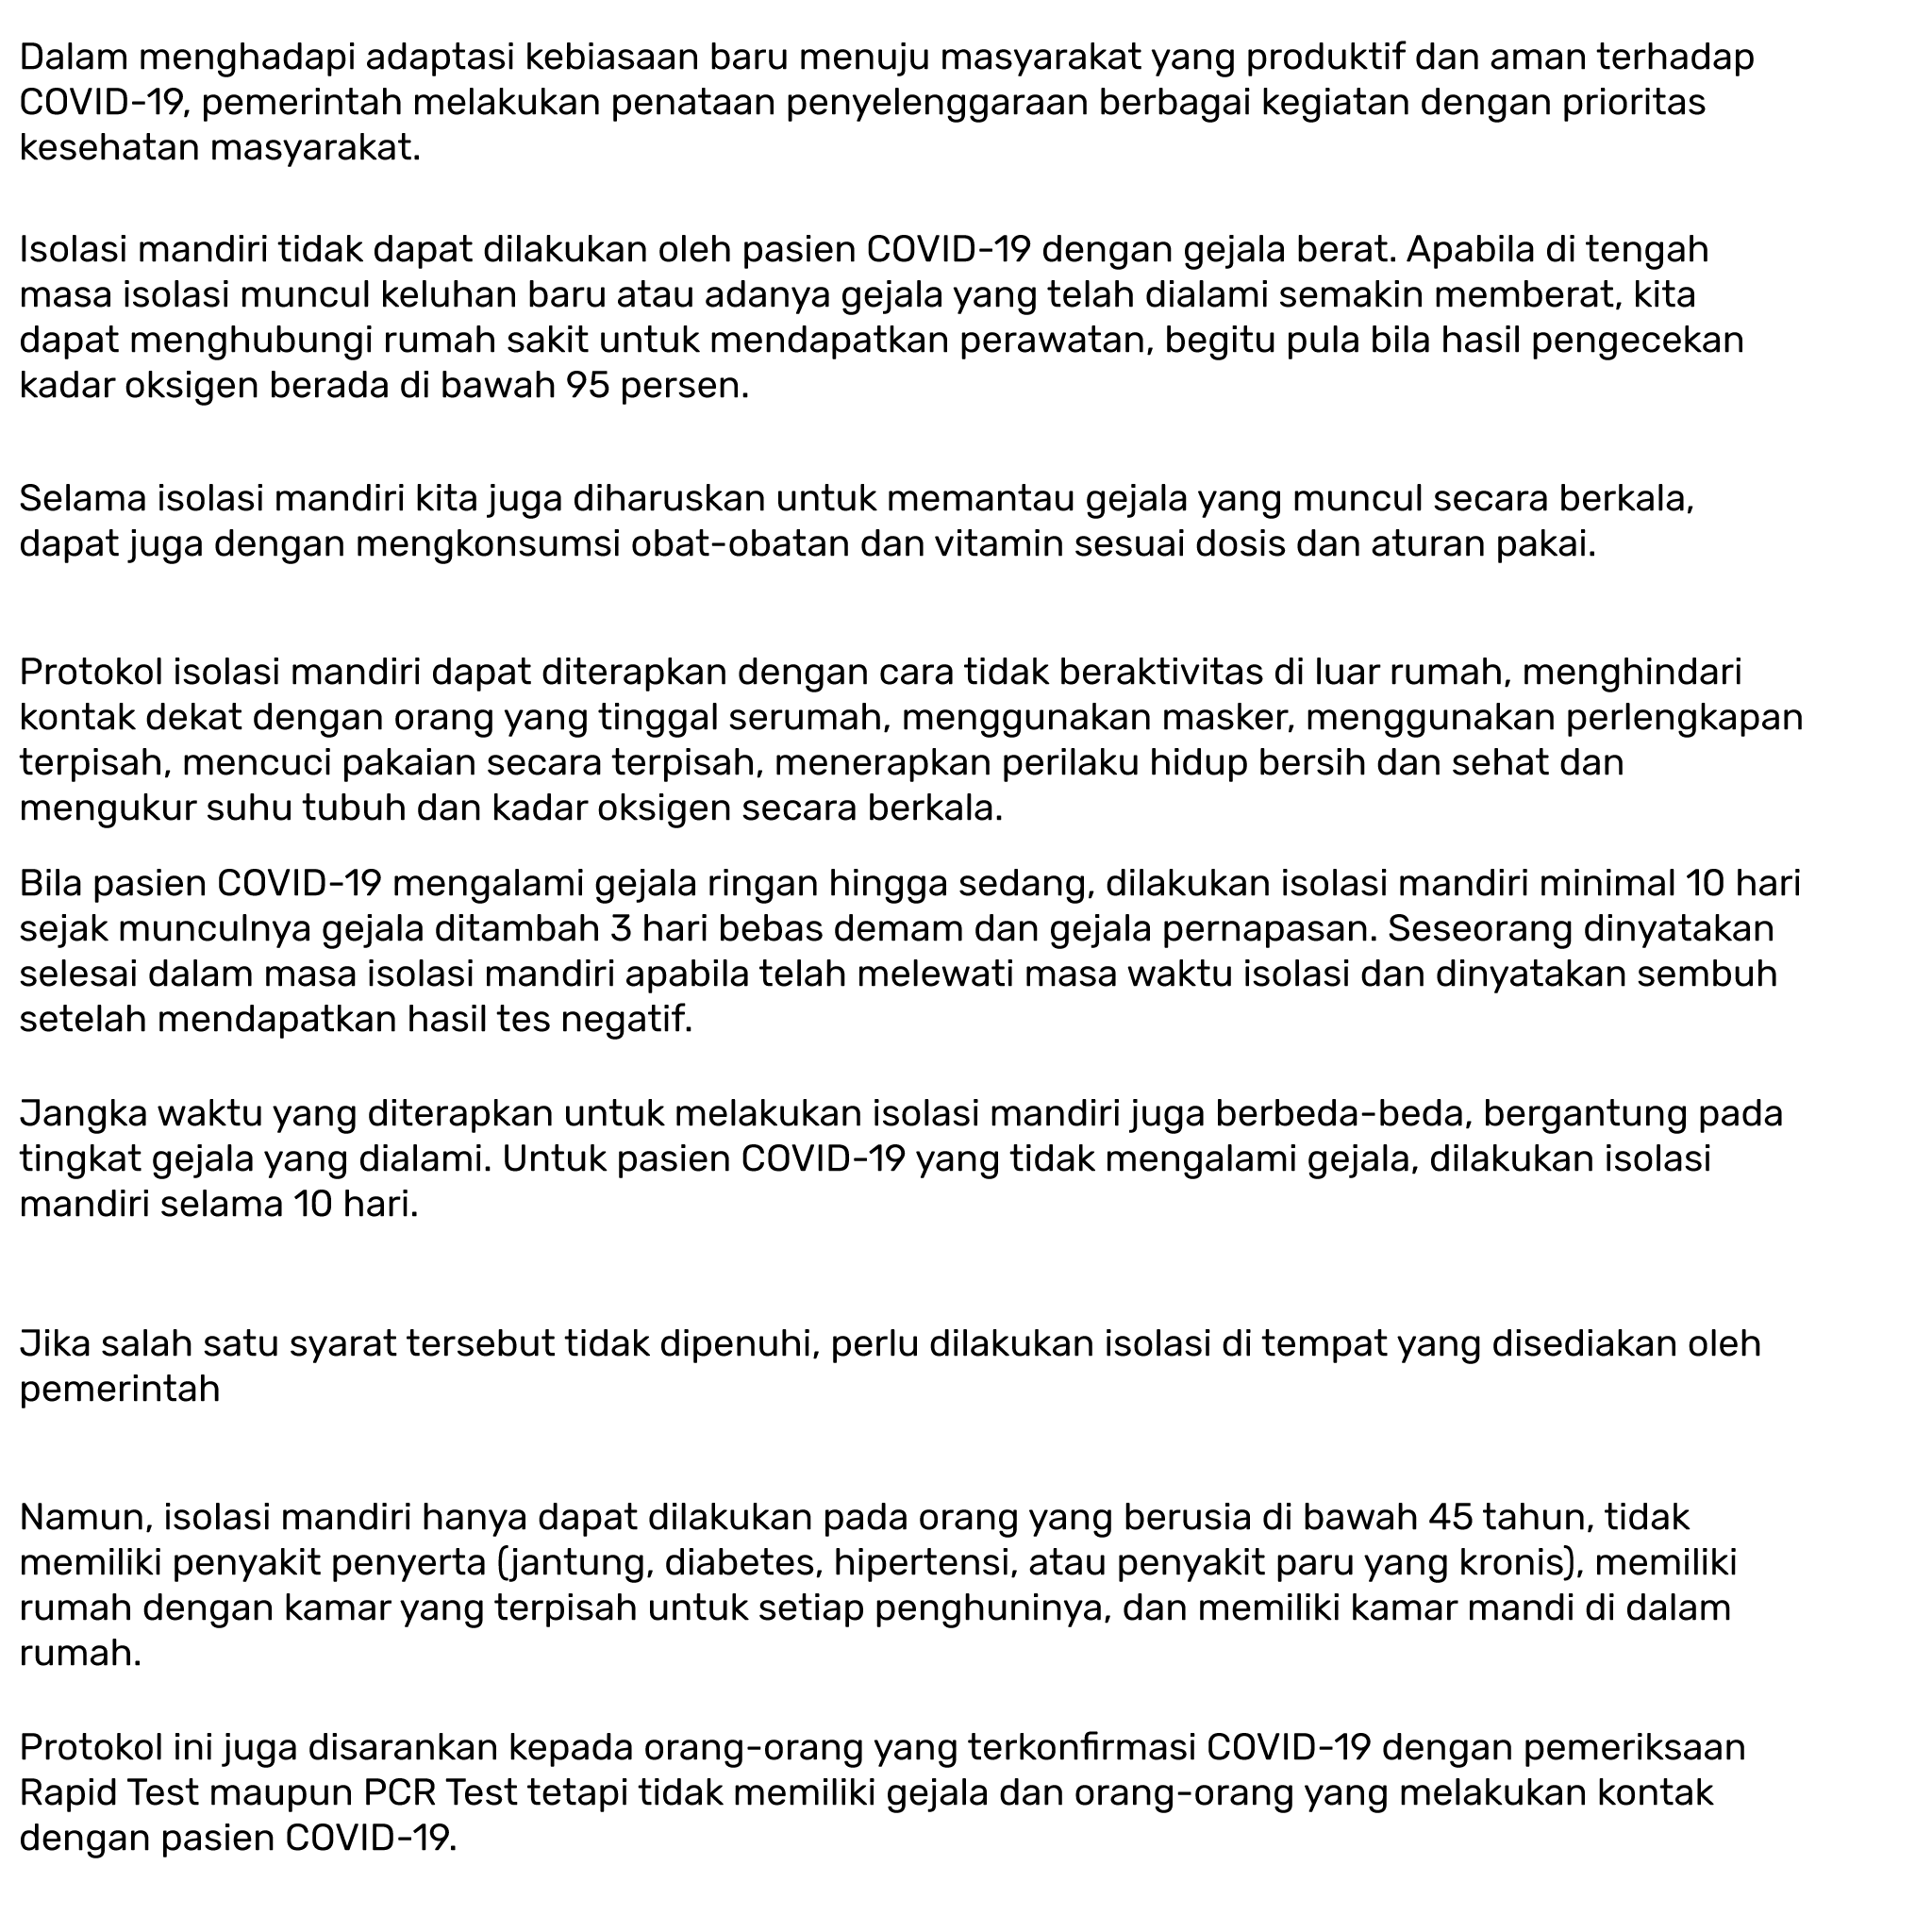 Dalam menghadapi adaptasi kebiasaan baru menuju masyarakat yang produktif dan aman terhadap
COVID-19, pemerintah melakukan penataan penyelenggaraan berbagai kegiatan dengan prioritas
kesehatan masyarakat.
Isolasi mandiri tidak dapat dilakukan oleh pasien COVID-19 dengan gejala berat. Apabila di tengah
masa isolasi muncul keluhan baru atau adanya gejala yang telah dialami semakin memberat, kita
dapat menghubungi rumah sakit untuk mendapatkan perawatan, begitu pula bila hasil pengecekan
kadar oksigen berada di bawah 95 persen.
Selama isolasi mandiri kita juga diharuskan untuk memantau gejala yang muncul secara berkala,
dapat juga dengan mengkonsumsi obat-obatan dan vitamin sesuai dosis dan aturan pakai.
Protokol isolasi mandiri dapat diterapkan dengan cara tidak beraktivitas di luar rumah, menghindari
kontak dekat dengan orang yang tinggal serumah, menggunakan masker, menggunakan perlengkapan
terpisah, mencuci pakaian secara terpisah, menerapkan perilaku hidup bersih dan sehat dan
mengukur suhu tubuh dan kadar oksigen secara berkala.
Bila pasien COVID-19 mengalami gejala ringan hingga sedang, dilakukan isolasi mandiri minimal 10 hari
sejak munculnya gejala ditambah 3 hari bebas demam dan gejala pernapasan. Seseorang dinyatakan
selesai dalam masa isolasi mandiri apabila telah melewati masa waktu isolasi dan dinyatakan sembuh
setelah mendapatkan hasil tes negatif.
Jangka waktu yang diterapkan untuk melakukan isolasi mandiri juga berbeda-beda, bergantung pada
tingkat gejala yang dialami. Untuk pasien COVID-19 yang tidak mengalami gejala, dilakukan isolasi
mandiri selama 10 hari.
Jika salah satu syarat tersebut tidak dipenuhi, perlu dilakukan isolasi di tempat yang disediakan oleh
pemerintah
Namun, isolasi mandiri hanya dapat dilakukan pada orang yang berusia di bawah 45 tahun, tidak
memiliki penyakit penyerta (jantung, diabetes, hipertensi, atau penyakit paru yang kronis), memiliki
rumah dengan kamar yang terpisah untuk setiap penghuninya, dan memiliki kamar mandi di dalam
rumah.
Protokol ini juga disarankan kepada orang-orang yang terkonfirmasi COVID-19 dengan pemeriksaan
Rapid Test maupun PCR Test tetapi tidak memiliki gejala dan orang-orang yang melakukan kontak
dengan pasien COVID-19.